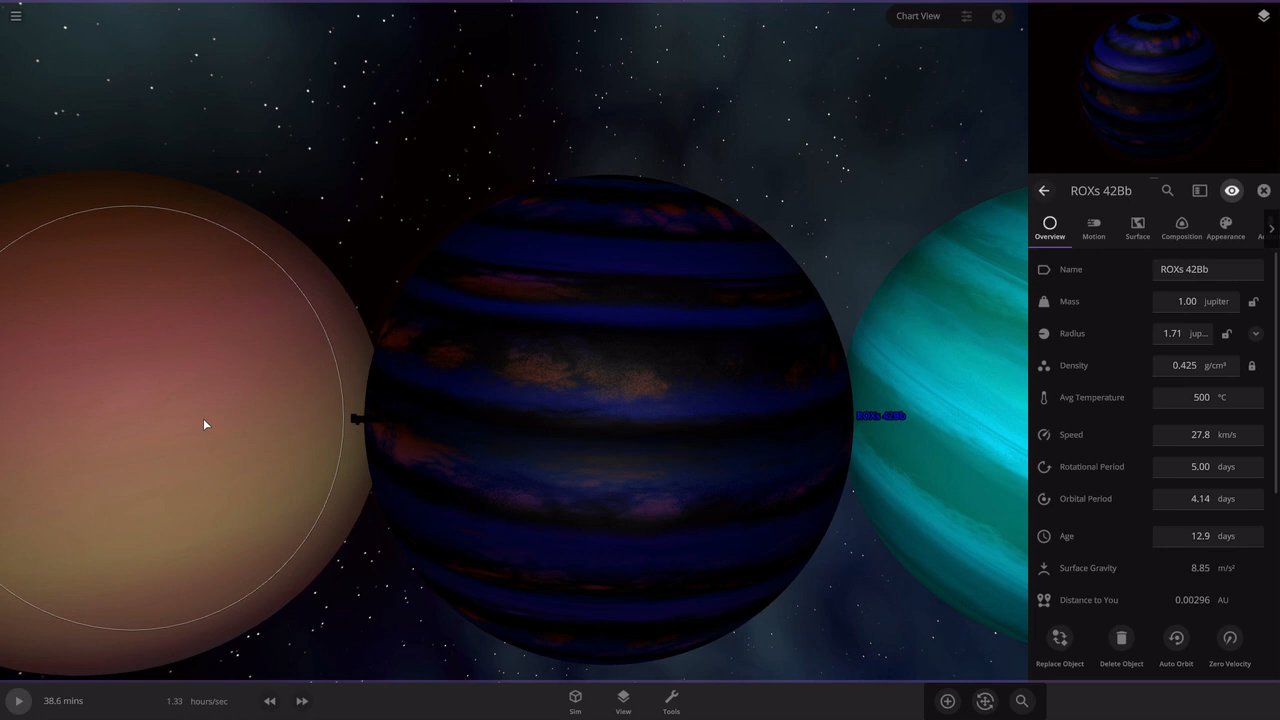 Chart View
ROXs 42Bb
ROXs 42Bb
Overview
Motion
Surface
Composition
Appearance
Name ROXs 42Bb
Mass 1.00 jupiter
Radius 1.71 jup...
Density 0.425 g/cm³
Avg Temperature 500 °C
Speed 27.8 km/s
Rotational Period 5.00 days
Orbital Period 4.14 days
Age 12.9 days
Surface Gravity 8.85 m/s²
Distance to You 0.00296 AU
Replace Object
Delete Object
Auto Orbit
Zero Velocity
38.6 mins
1.33 hours/sec
Sim
View
Tools